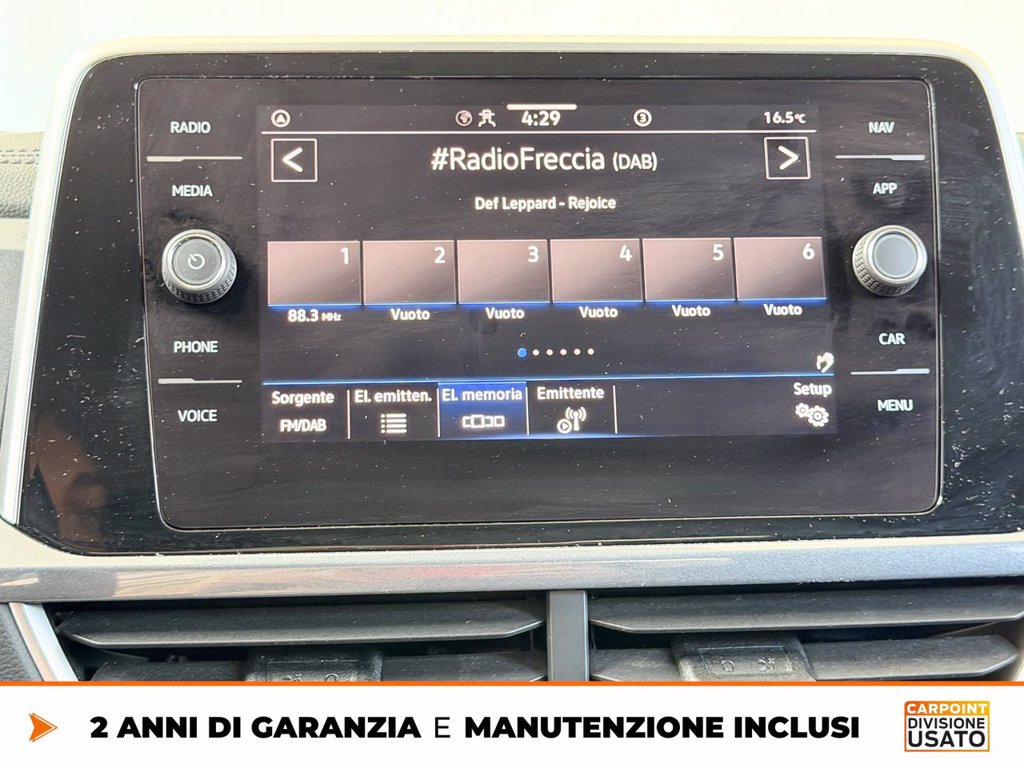 RADIO
MEDIA
PHONE
VOICE
4:29
3
16.5°C
<
#RadioFreccia (DAB)
>
Def Leppard - Rejoice
1 2 3 4 5 6
88.3 MHz Vuoto Vuoto Vuoto Vuoto Vuoto
Sorgente El. emitten. El. memoria Emittente Setup
FM/DAB
NAV
APP
CAR
MENU
2 ANNI DI GARANZIA E MANUTENZIONE INCLUSI
CARPOINT
DIVISIONE
USATO